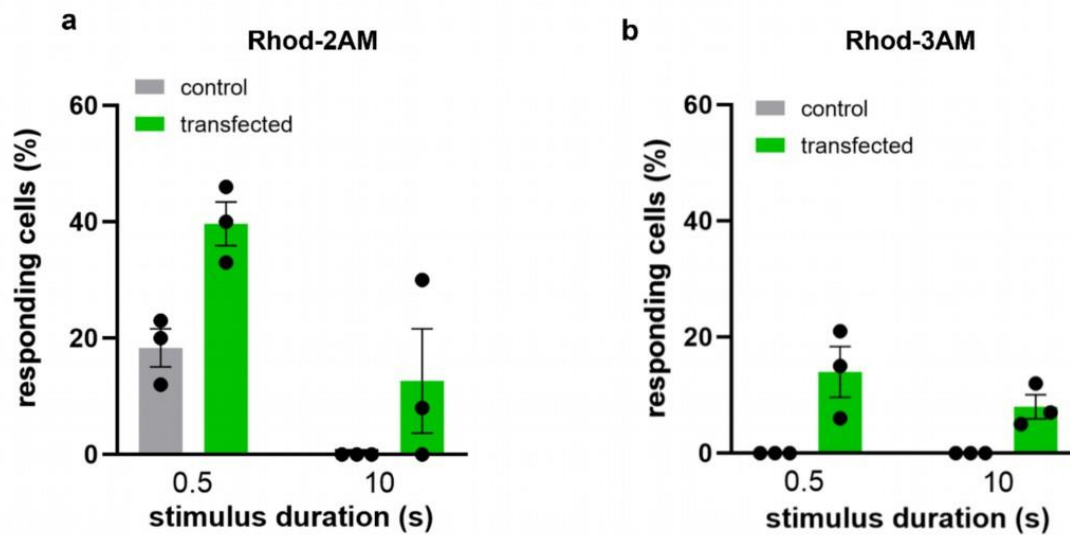 a
Rhod-2AM
control
transfected
60
40
20
0
responding cells (%)
0.5
10
stimulus duration (s)
b
Rhod-3AM
control
transfected
60
40
20
0
responding cells (%)
0.5
10
stimulus duration (s)